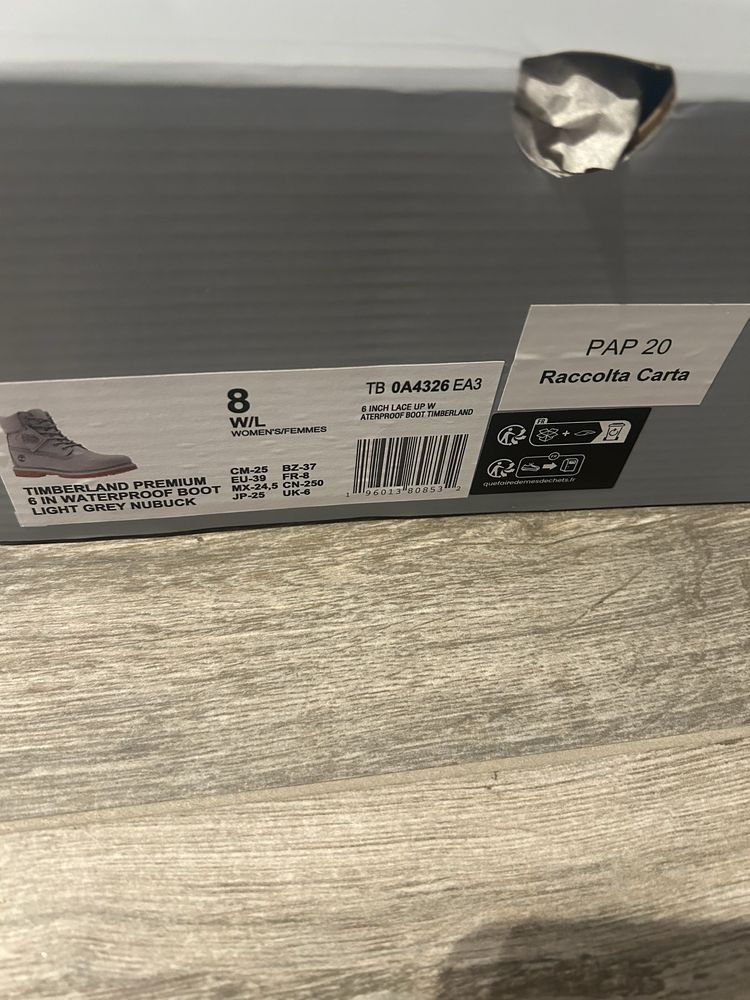 PAP 20
Raccolta Carta
8
W/L
WOMEN'S/FEMMES
TB 0A4326 EA3
6 INCH LACE UP W
ATERPROOF BOOT TIMBERLAND
TIMBERLAND PREMIUM
6 IN WATERPROOF BOOT
LIGHT GREY NUBUCK
CM-25 BZ-37
EU-39 FR-8
MX-24,5 CN-250
JP-25 UK-6
1 96013 80853 2
FR
quefairedemesdechets.fr